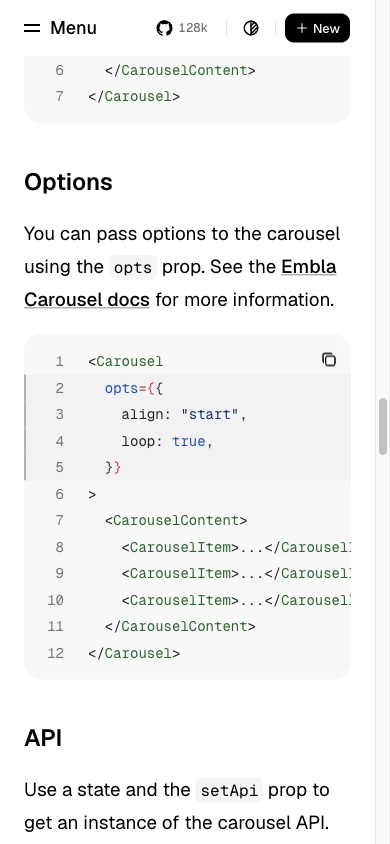 Menu 128k + New
6 </CarouselContent>
7 </Carousel>
Options
You can pass options to the carousel
using the opts prop. See the Embla
Carousel docs for more information.
1 <Carousel
2 opts={{
3 align: "start",
4 loop: true,
5 }}
6 >
7 <CarouselContent>
8 <CarouselItem>...</CarouselI
9 <CarouselItem>...</CarouselI
10 <CarouselItem>...</CarouselI
11 </CarouselContent>
12 </Carousel>
API
Use a state and the setApi prop to
get an instance of the carousel API.